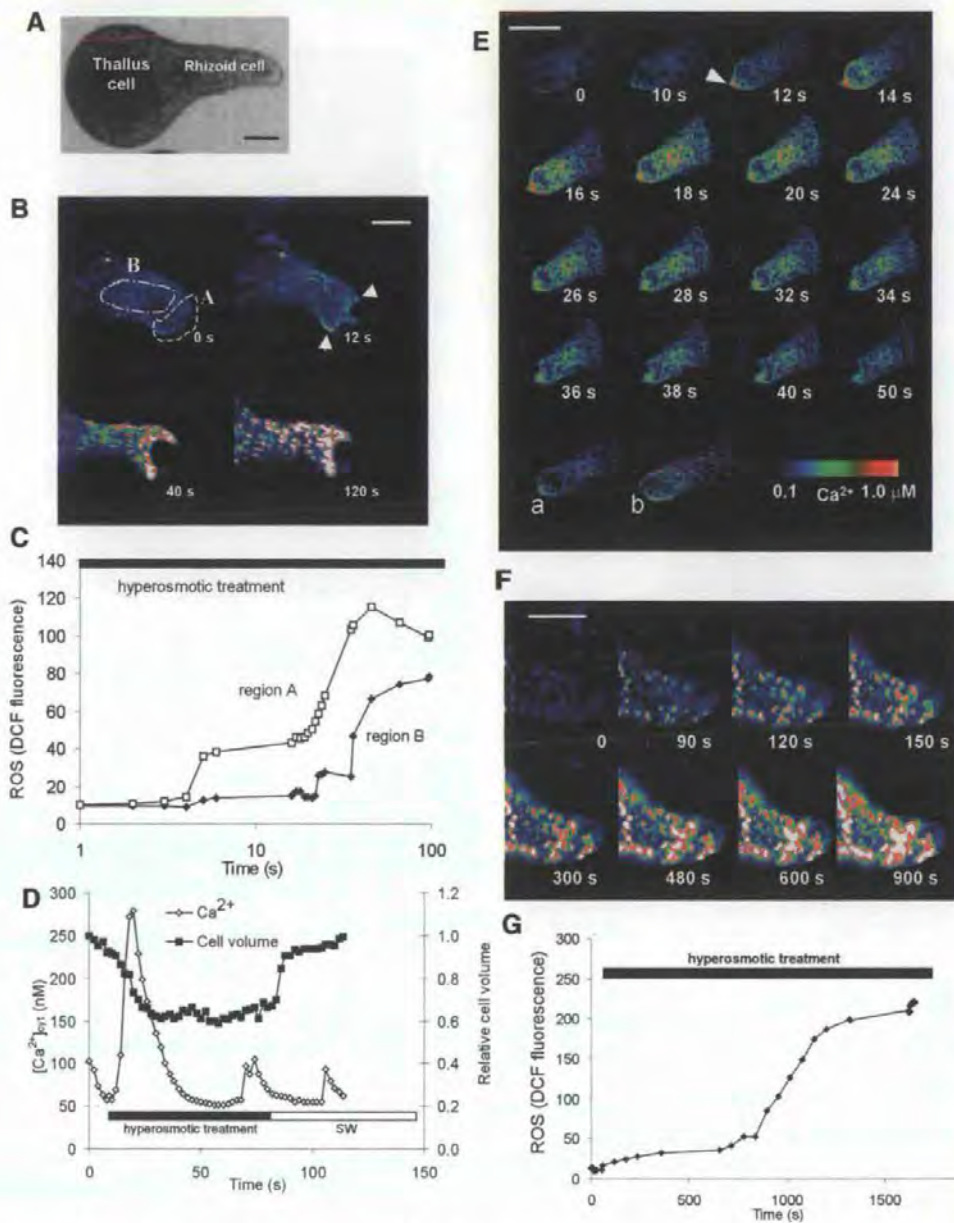 A
Thallus
cell
Rhizoid cell
B
B
A
0 s
12s
40 s
120s
C
140
120
100
80
60
40
20
0
hyperosmotic treatment
region A
region B
ROS (DCF fluorescence)
1
10
100
Time (s)
D
300
250
200
150
100
50
0
[Ca²⁺]cyt (nM)
Ca²⁺
Cell volume
1.2
1.0
0.8
0.6
0.4
0.2
0.0
Relative cell volume
hyperosmotic treatment
SW
0
50
100
150
Time (s)
E
0
10 s
12 s
14 s
16 s
18 s
20 s
24 s
26 s
28 s
32 s
34 s
36 s
38 s
40 s
50 s
a
b
0.1 Ca²⁺ 1.0 µM
F
0
90 s
120 s
150 s
300 s
480 s
600 s
900 s
G
300
250
200
150
100
50
0
hyperosmotic treatment
ROS (DCF fluorescence)
0
500
1000
1500
Time (s)